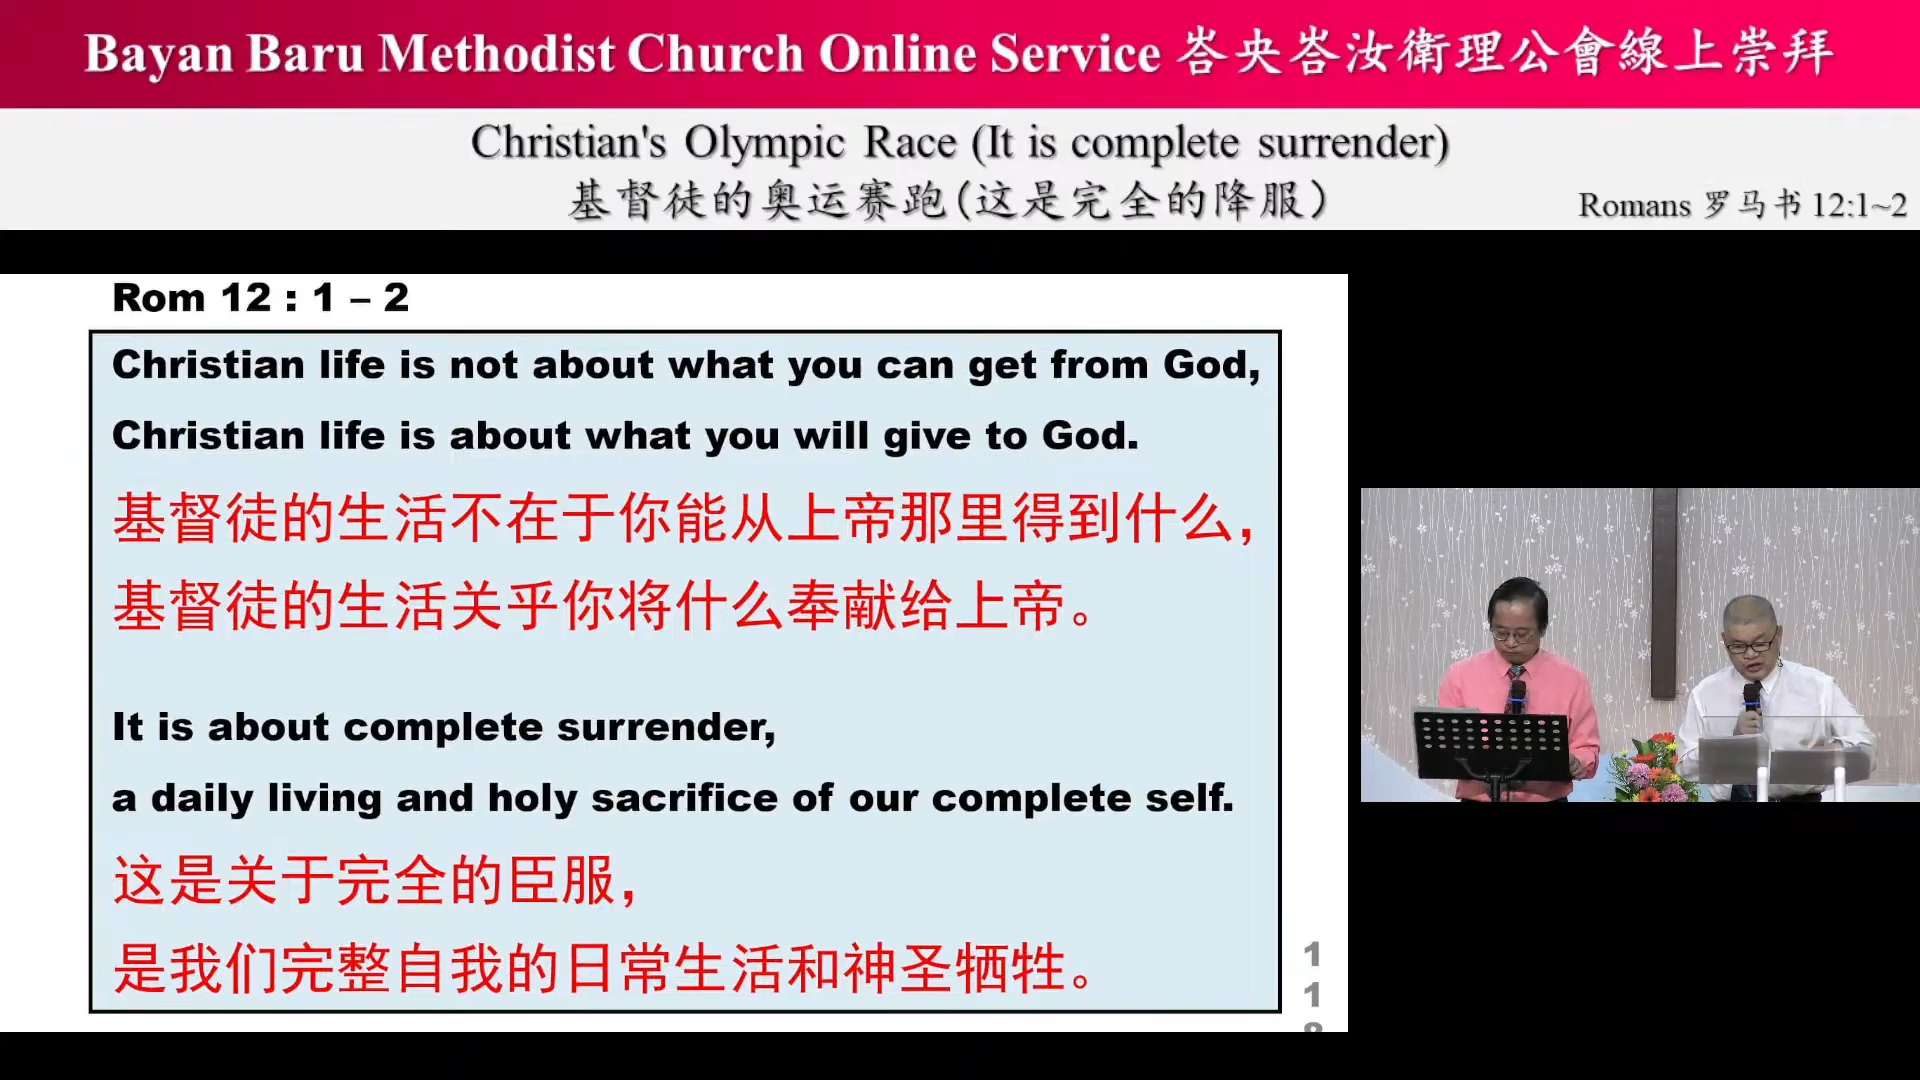 Bayan Baru Methodist Church Online Service 峇央峇汝衛理公會線上崇拜
Christian's Olympic Race (It is complete surrender)
基督徒的奥运赛跑(这是完全的降服)
Romans 罗马书 12:1~2
Rom 12 : 1 – 2
Christian life is not about what you can get from God,
Christian life is about what you will give to God.
基督徒的生活不在于你能从上帝那里得到什么，
基督徒的生活关乎你将什么奉献给上帝。
It is about complete surrender,
a daily living and holy sacrifice of our complete self.
这是关于完全的臣服，
是我们完整自我的日常生活和神圣牺牲。
1
1